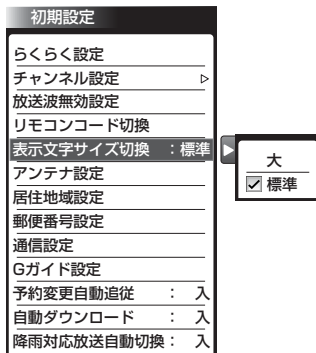 初期設定
らくらく設定
チャンネル設定 ▷
放送波無効設定
リモコンコード切換
表示文字サイズ切換 ：標準
アンテナ設定
居住地域設定
郵便番号設定
通信設定
Gガイド設定
予約変更自動追従 ： 入
自動ダウンロード ： 入
降雨対応放送自動切換： 入
大
標準